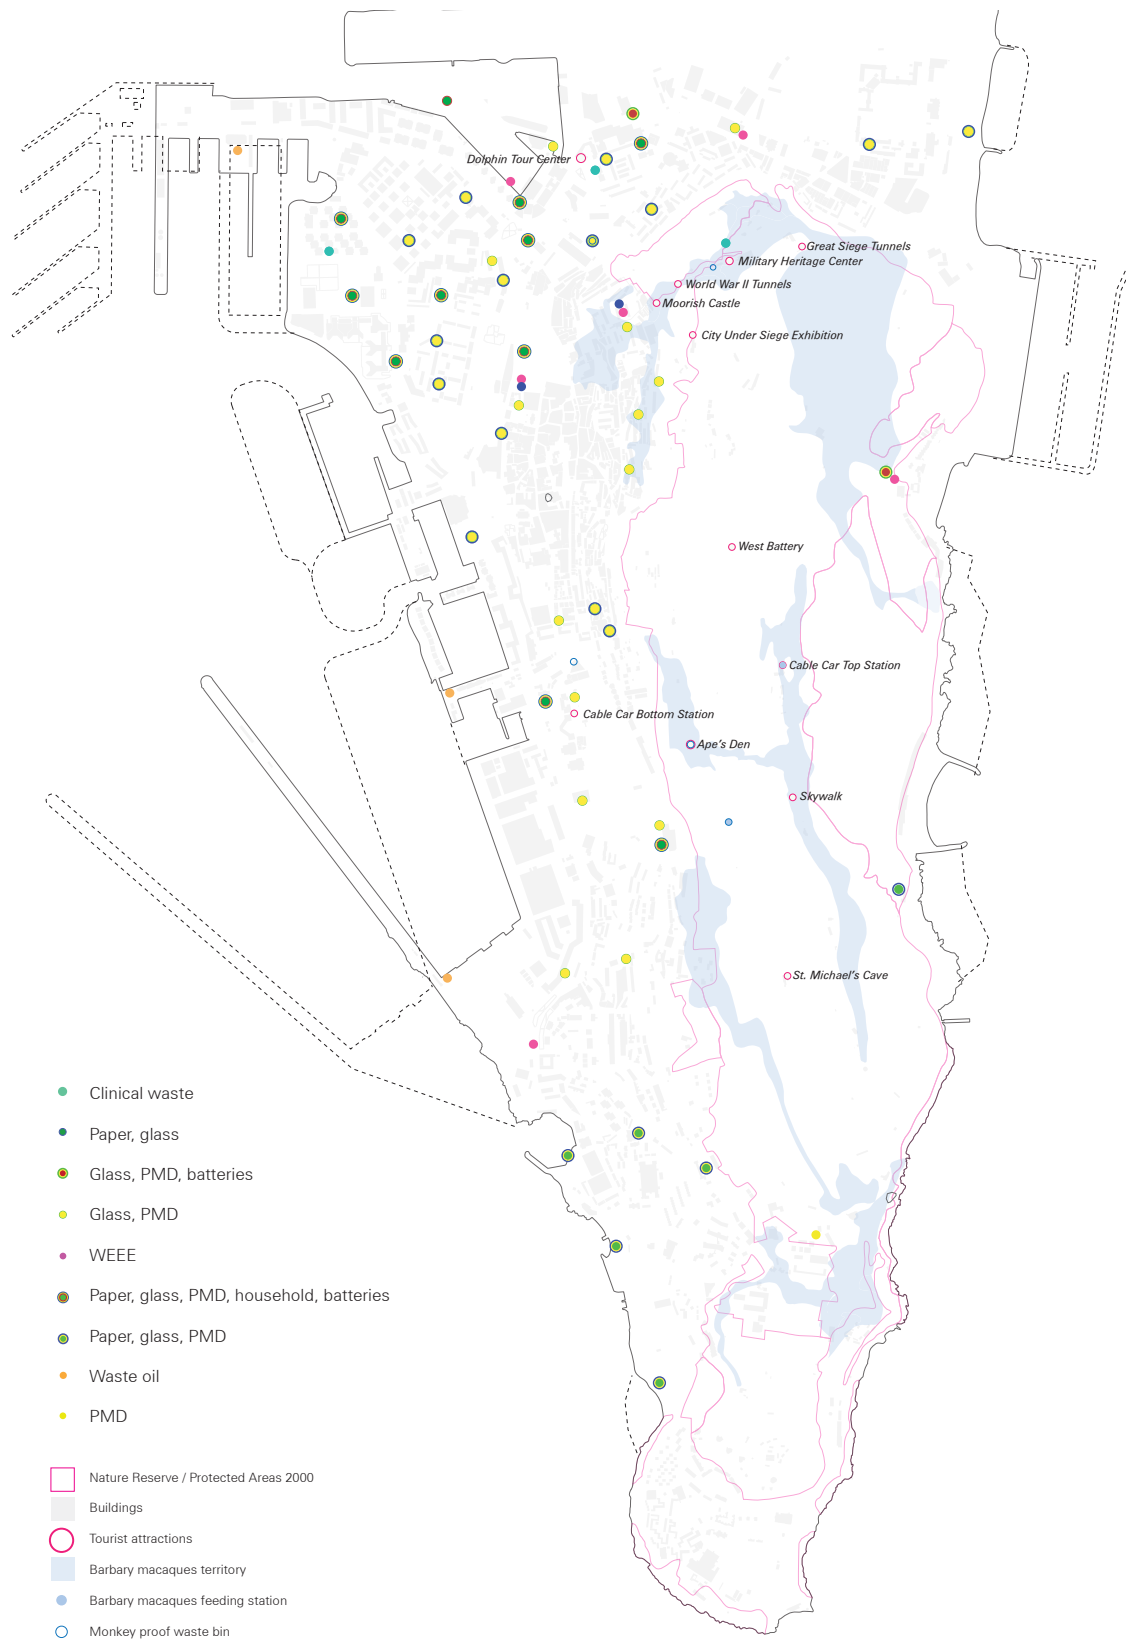 Dolphin Tour Center
Great Siege Tunnels
Military Heritage Center
World War II Tunnels
Moorish Castle
City Under Siege Exhibition
West Battery
Cable Car Top Station
Cable Car Bottom Station
Ape's Den
Skywalk
St. Michael's Cave
Clinical waste
Paper, glass
Glass, PMD, batteries
Glass, PMD
WEEE
Paper, glass, PMD, household, batteries
Paper, glass, PMD
Waste oil
PMD
Nature Reserve / Protected Areas 2000
Buildings
Tourist attractions
Barbary macaques territory
Barbary macaques feeding station
Monkey proof waste bin